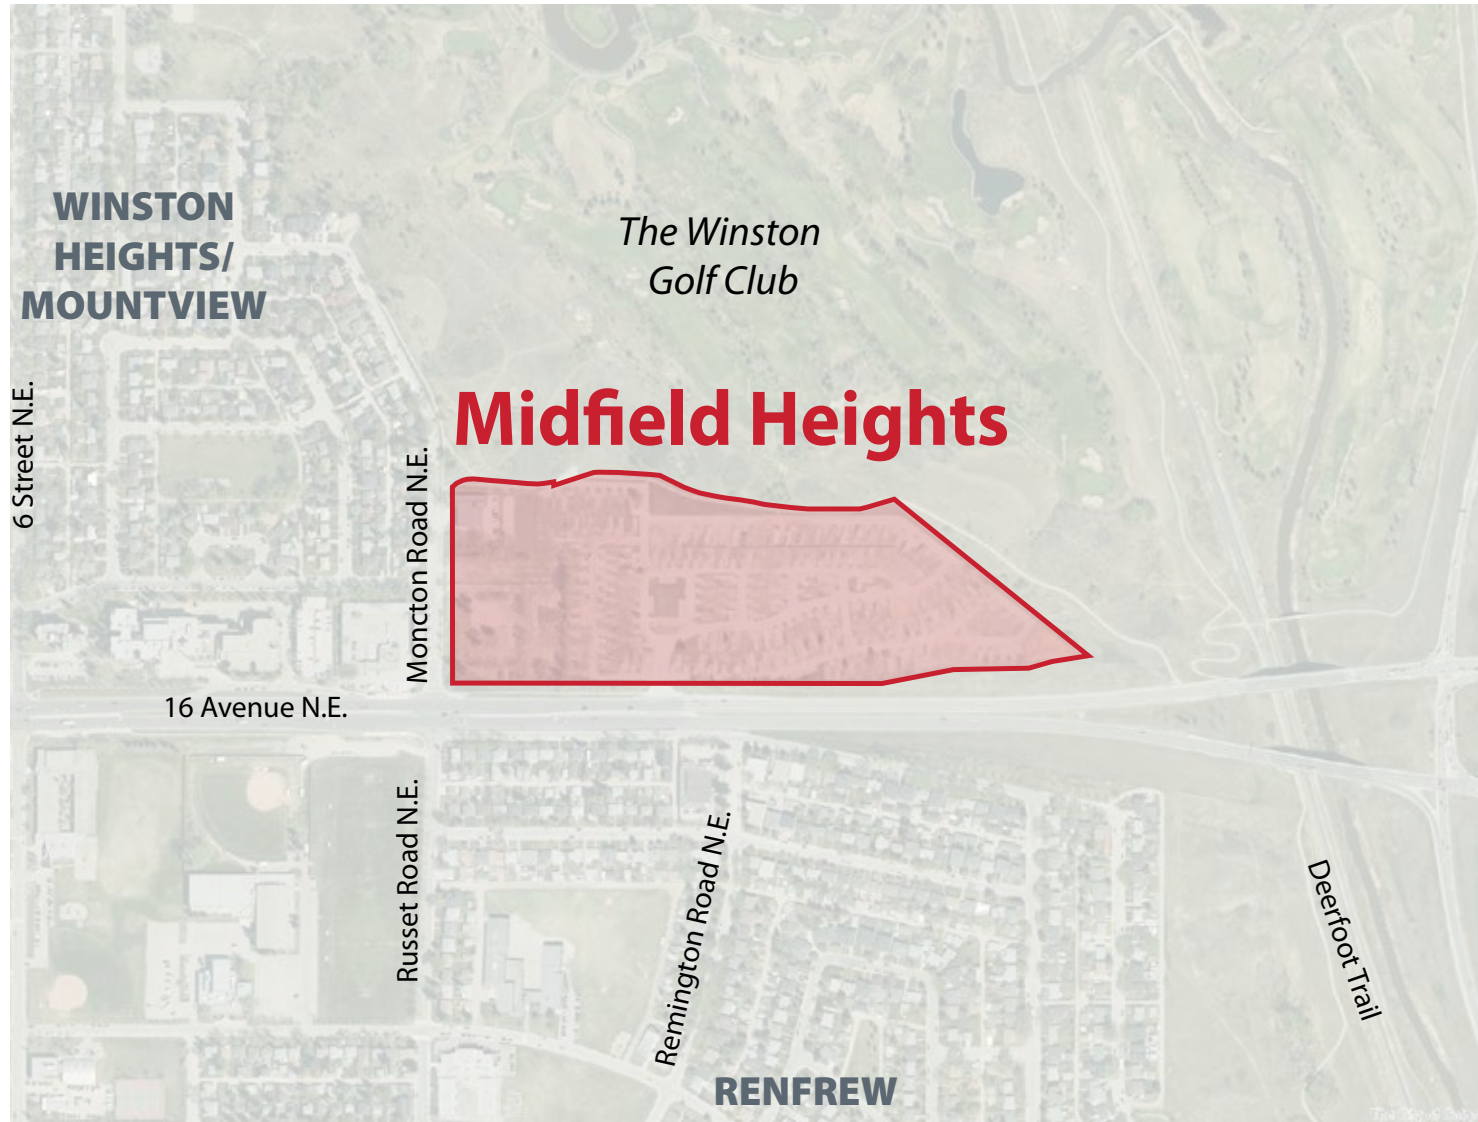 WINSTON
HEIGHTS/
MOUNTVIEW
The Winston
Golf Club
Midfield Heights
6 Street N.E.
Moncton Road N.E.
16 Avenue N.E.
Russet Road N.E.
Remington Road N.E.
Deerfoot Trail
RENFREW